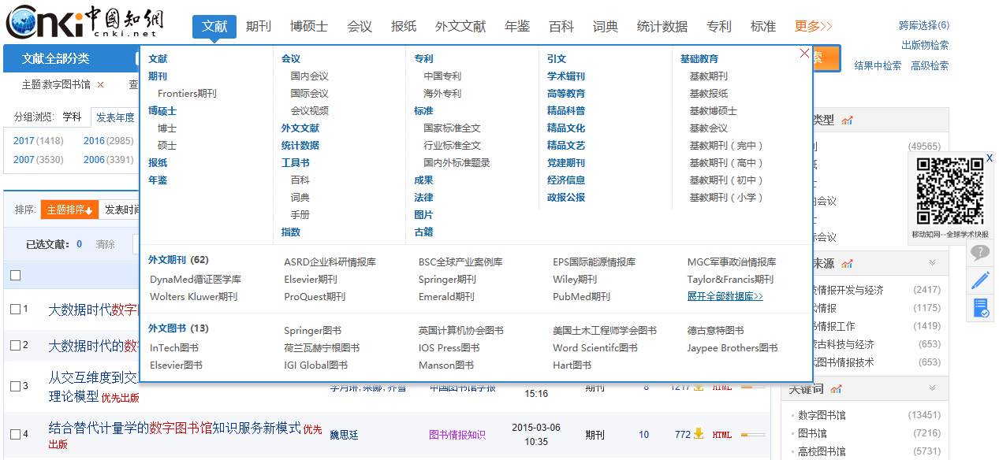 Cnki 中國知網
cnki.net
文献 期刊 博硕士 会议 报纸 外文文献 年鉴 百科 词典 统计数据 专利 标准 更多>>
跨库选择(6)
出版物检索
结果中检索 高级检索
文献全部分类
索
主题:数字图书馆 × 查
分组浏览: 学科 发表年度
2017 (1418) 2016 (2985)
2007 (3530) 2006 (3391)
排序: 主题排序 发表时间
已选文献: 0 清除
文献
期刊
Frontiers期刊
博硕士
博士
硕士
报纸
年鉴
会议
国内会议
国际会议
会议视频
外文文献
统计数据
工具书
百科
词典
手册
指数
专利
中国专利
海外专利
标准
国家标准全文
行业标准全文
国内外标准题录
成果
法律
图片
古籍
引文
学术辑刊
高等教育
精品科普
精品文化
精品文艺
党建期刊
经济信息
政报公报
基础教育
基教期刊
基教报纸
基教博硕士
基教会议
基教期刊（完中）
基教期刊（高中）
基教期刊（初中）
基教期刊（小学）
外文期刊 (62) ASRD企业科研情报库 BSC全球产业案例库 EPS国际能源情报库 MGC军事政治情报库
DynaMed循证医学库 Elsevier期刊 Springer期刊 Wiley期刊 Taylor&Francis期刊
Wolters Kluwer期刊 ProQuest期刊 Emerald期刊 PubMed期刊 展开全部数据库>>
外文图书 (13) Springer图书 英国计算机协会图书 美国土木工程师学会图书 德古意特图书
InTech图书 荷兰瓦赫宁根图书 IOS Press图书 Word Scientifc图书 Jaypee Brothers图书
Elsevier图书 IGI Global图书 Manson图书 Hart图书
1 大数据时代数字
2 大数据时代的数
3 从交互维度到交
理论模型 优先出版
中国图书馆学报 15:16 期刊 8 1217 HTML
4 结合替代计量学的数字图书馆知识服务新模式 优先
出版
魏思廷 图书情报知识 2015-03-06
10:35 期刊 10 772 HTML
类型
(49565)
会议
会议
X
移动知网--全球学术快报
?
来源
情报开发与经济 (2417)
情报 (1175)
情报工作 (1419)
古科技与经济 (653)
图书情报技术 (653)
关键词
数字图书馆 (13451)
图书馆 (7216)
高校图书馆 (5731)